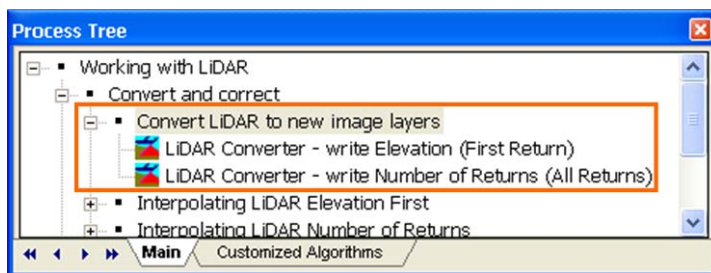 Process Tree
Working with LiDAR
Convert and correct
Convert LiDAR to new image layers
LiDAR Converter - write Elevation (First Return)
LiDAR Converter - write Number of Returns (All Returns)
Interpolating LiDAR Elevation First
Interpolating LiDAR Number of Returns
Main Customized Algorithms